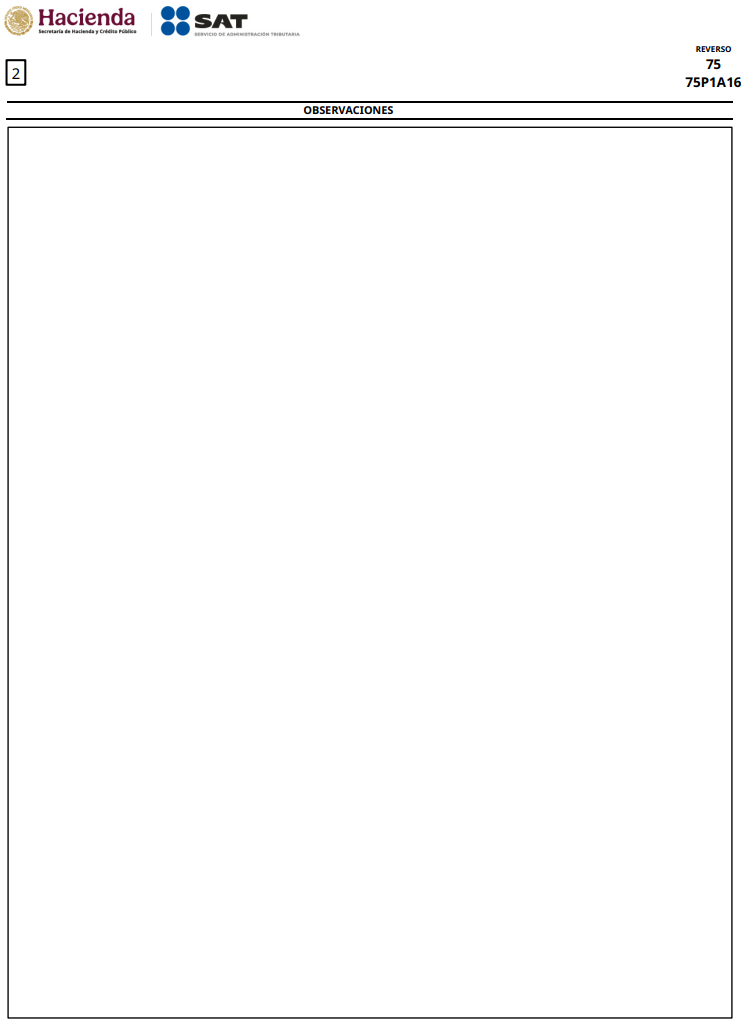 Hacienda
Secretaría de Hacienda y Crédito Público
SAT
SERVICIO DE ADMINISTRACIÓN TRIBUTARIA
REVERSO
75
75P1A16
2
OBSERVACIONES